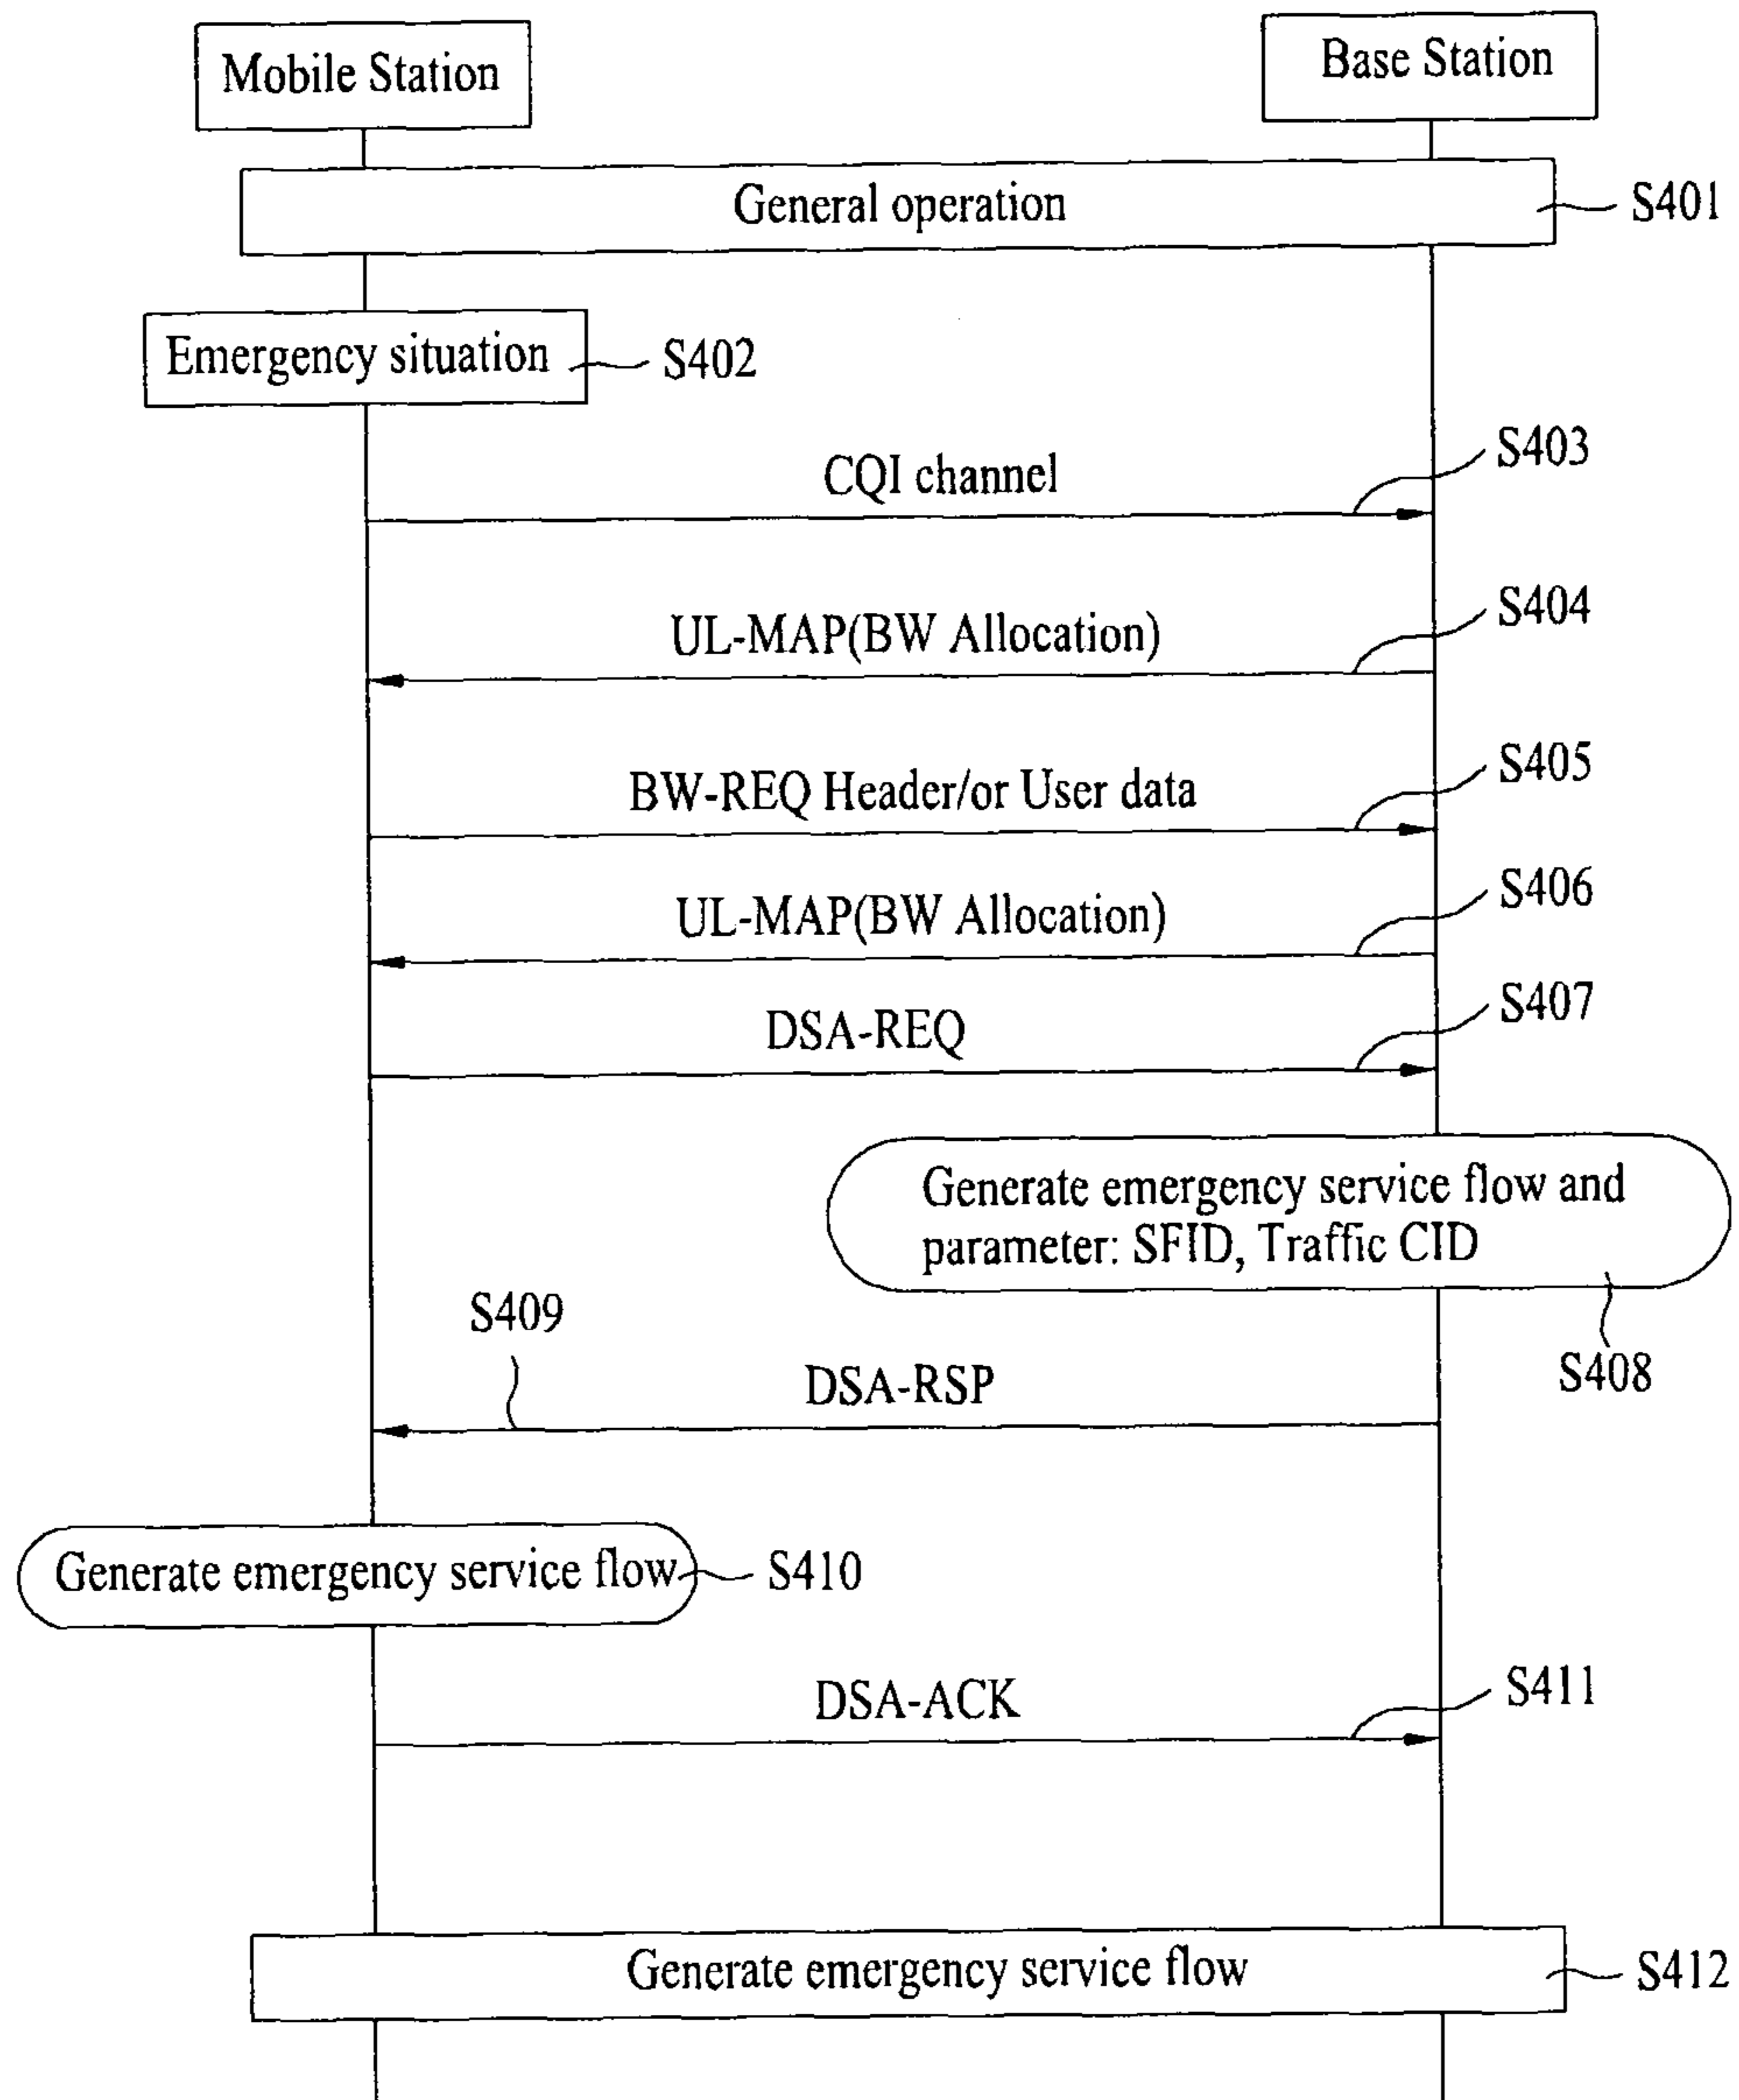 Mobile Station
Base Station
General operation
S401
Emergency situation
S402
S403
CQI channel
S404
UL-MAP(BW Allocation)
S405
BW-REQ Header/or User data
S406
UL-MAP(BW Allocation)
S407
DSA-REQ
Generate emergency service flow and
parameter: SFID, Traffic CID
S408
S409
DSA-RSP
Generate emergency service flow
S410
S411
DSA-ACK
Generate emergency service flow
S412